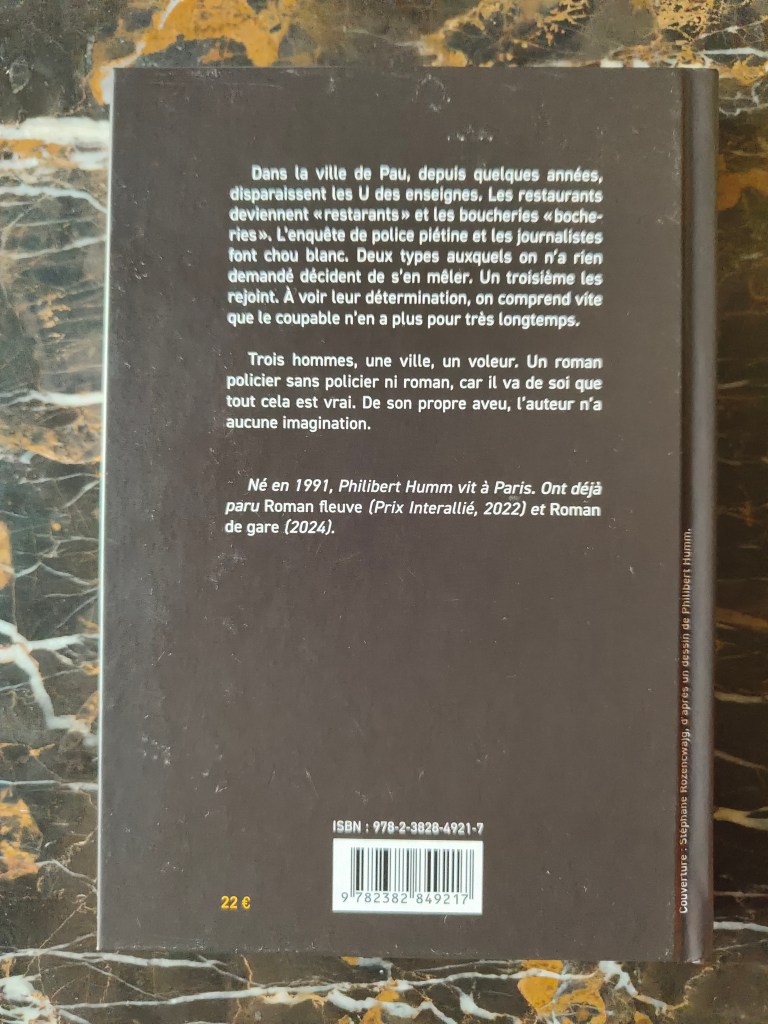 Dans la ville de Pau, depuis quelques années,
disparaissent les U des enseignes. Les restaurants
deviennent « restarants » et les boucheries « boche-
ries ». L'enquête de police piétine et les journalistes
font chou blanc. Deux types auxquels on n'a rien
demandé décident de s'en mêler. Un troisième les
rejoint. À voir leur détermination, on comprend vite
que le coupable n'en a plus pour très longtemps.
Trois hommes, une ville, un voleur. Un roman
policier sans policier ni roman, car il va de soi que
tout cela est vrai. De son propre aveu, l'auteur n'a
aucune imagination.
Né en 1991, Philibert Humm vit à Paris. Ont déjà
paru Roman fleuve (Prix Interallié, 2022) et Roman
de gare (2024).
ISBN : 978-2-3828-4921-7
9 782382 849217
22 €
Couverture : Stéphane Rozencwajg, d'après un dessin de Philibert Humm.